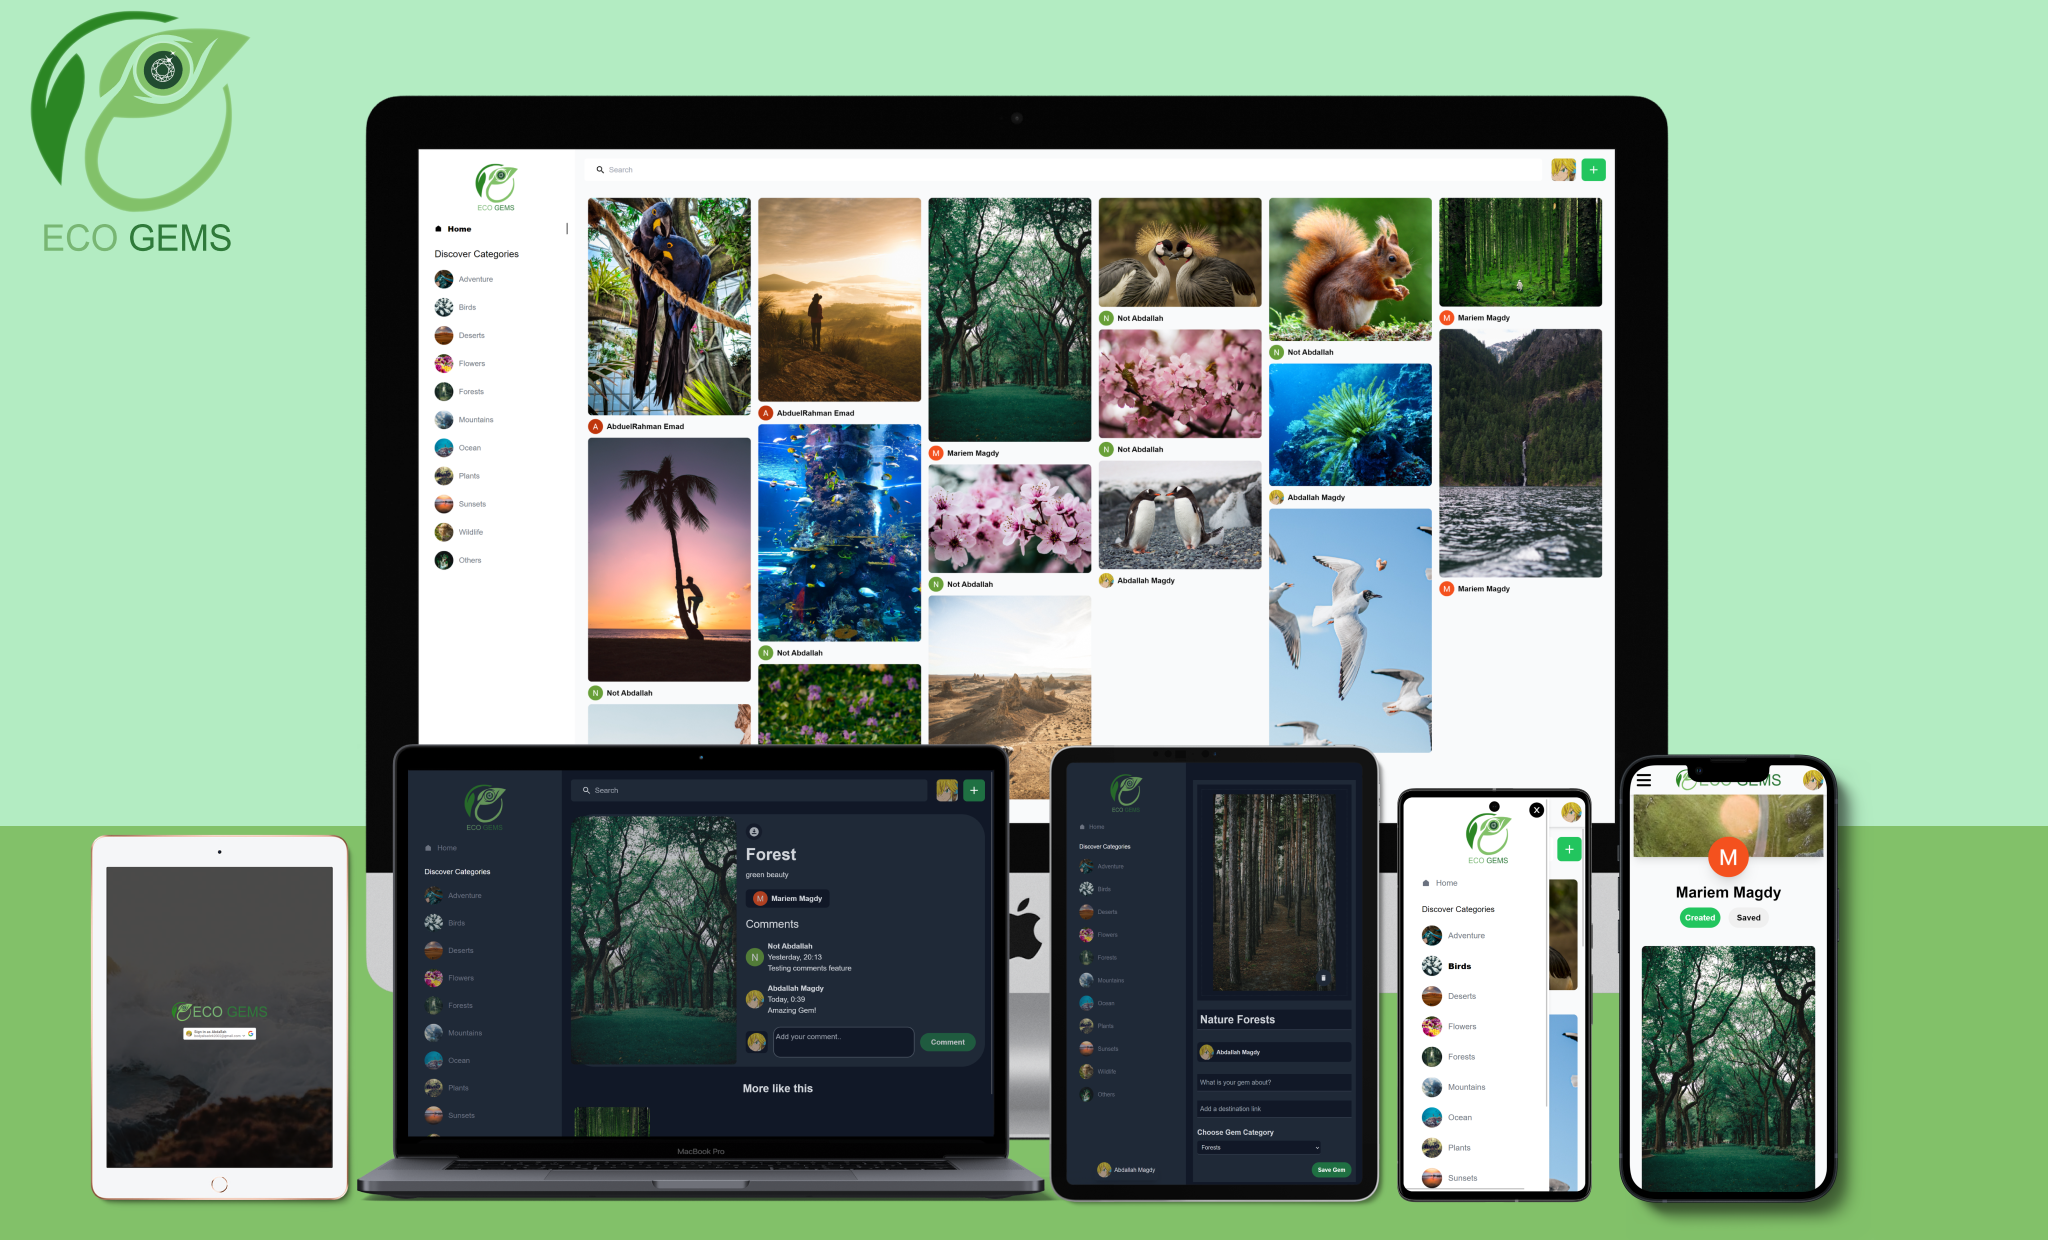 ECO GEMS
ECO GEMS
Search
Home
Discover Categories
Adventure
Birds
Deserts
Flowers
Forests
Mountains
Ocean
Plants
Sunsets
Wildlife
Others
A AbduelRahman Emad
N Not Abdallah
A AbduelRahman Emad
N Not Abdallah
M Mariem Magdy
N Not Abdallah
N Not Abdallah
N Not Abdallah
Abdallah Magdy
N Not Abdallah
Abdallah Magdy
M Mariem Magdy
M Mariem Magdy
ECO GEMS
Sign in as Abdallah
G
ECO GEMS
Home
Discover Categories
Adventure
Birds
Deserts
Flowers
Forests
Mountains
Ocean
Plants
Sunsets
Search
Forest
green beauty
M Mariem Magdy
Comments
N Not Abdallah
Yesterday, 20:13
Testing comments feature
Abdallah Magdy
Today, 0:39
Amazing Gem!
Add your comment..
Comment
More like this
MacBook Pro
ECO GEMS
Home
Discover Categories
Adventure
Birds
Deserts
Flowers
Forests
Mountains
Ocean
Plants
Sunsets
Wildlife
Others
Abdallah Magdy
Nature Forests
Abdallah Magdy
What is your gem about?
Add a destination link
Choose Gem Category
Forests
Save Gem
X
ECO GEMS
Home
Discover Categories
Adventure
Birds
Deserts
Flowers
Forests
Mountains
Ocean
Plants
Sunsets
ECO GEMS
M
Mariem Magdy
Created
Saved